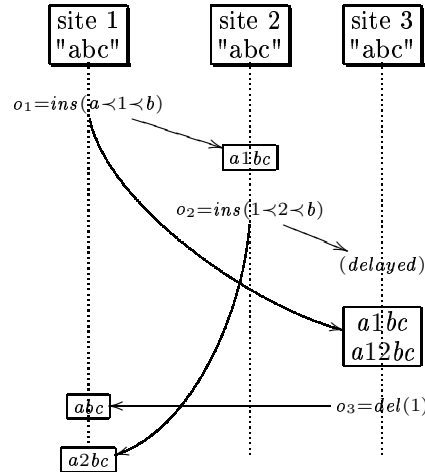 site 1
"abc"
site 2
"abc"
site 3
"abc"
o₁=ins(a≺1≺b)
a1bc
o₂=ins(1≺2≺b)
(delayed)
a1bc
a12bc
abc
o₃=del(1)
a2bc